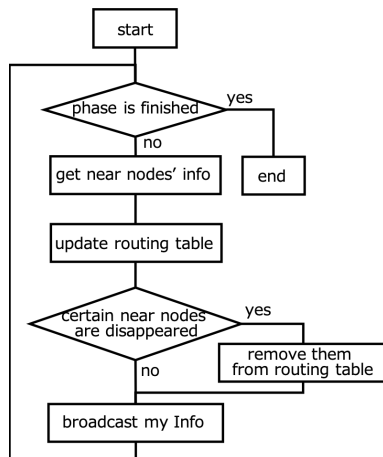 start
phase is finished
yes
no
get near nodes' info
end
update routing table
certain near nodes
are disappeared
yes
no
remove them
from routing table
broadcast my Info